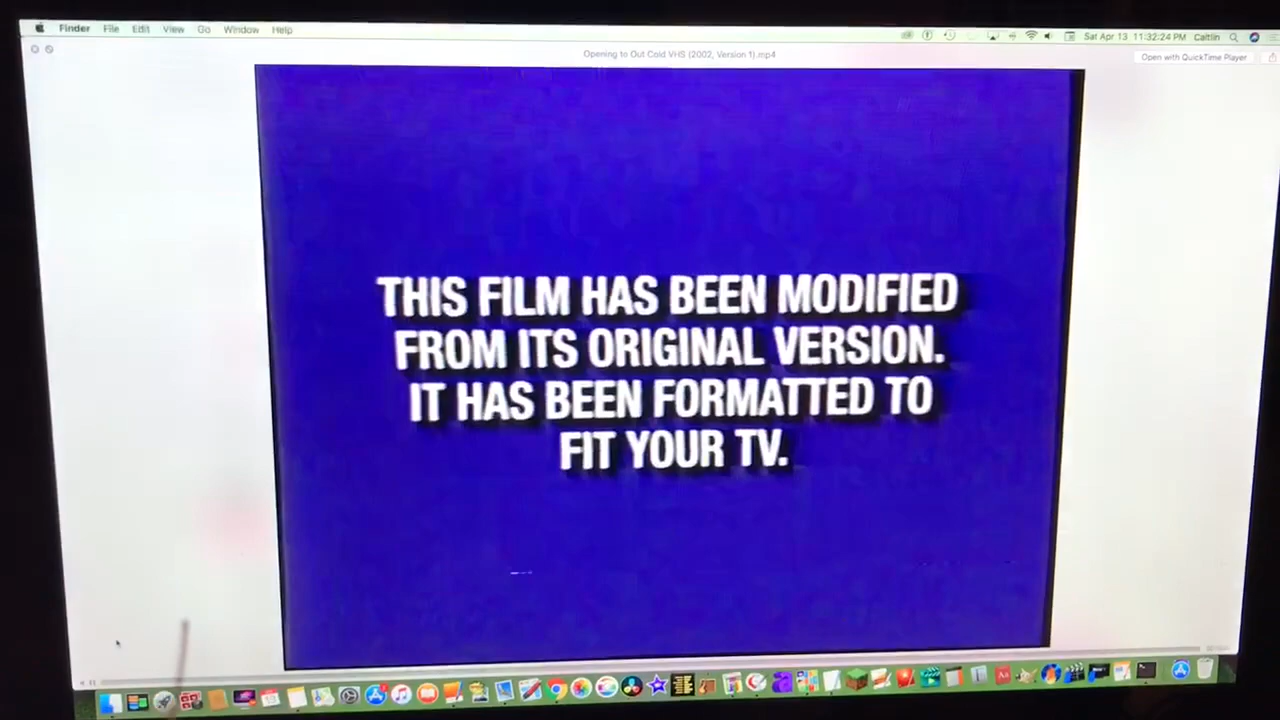 Finder File Edit View Go Window Help
Sat Apr 13 11:32:24 PM Caitlin
Opening to Out Cold VHS (2002, Version 1).mp4
Open with QuickTime Player
THIS FILM HAS BEEN MODIFIED
FROM ITS ORIGINAL VERSION.
IT HAS BEEN FORMATTED TO
FIT YOUR TV.